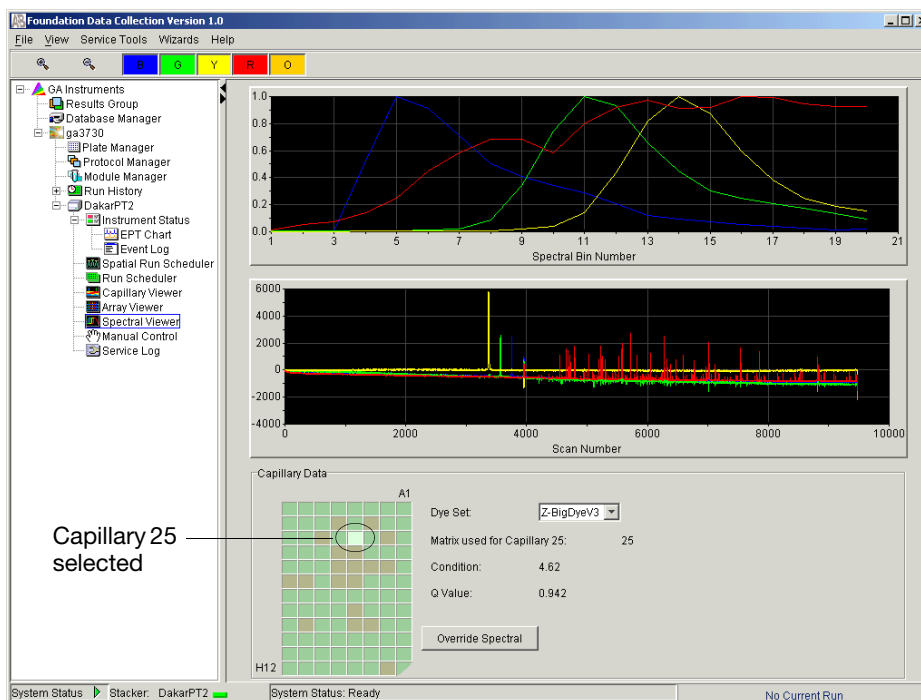 Foundation Data Collection Version 1.0
File View Service Tools Wizards Help
B G Y R O
GA Instruments
Results Group
Database Manager
ga3730
Plate Manager
Protocol Manager
Module Manager
Run History
DakarPT2
Instrument Status
EPT Chart
Event Log
Spatial Run Scheduler
Run Scheduler
Capillary Viewer
Array Viewer
Spectral Viewer
Manual Control
Service Log
1.0
0.8
0.6
0.4
0.2
0.0
1 3 5 7 9 11 13 15 17 19 21
Spectral Bin Number
6000
4000
2000
0
-2000
-4000
0 2000 4000 6000 8000 10000
Scan Number
Capillary Data
A1
H12
Dye Set: Z-BigDyeV3
Matrix used for Capillary 25: 25
Condition: 4.62
Q Value: 0.942
Override Spectral
Capillary 25
selected
System Status Stacker: DakarPT2 System Status: Ready No Current Run